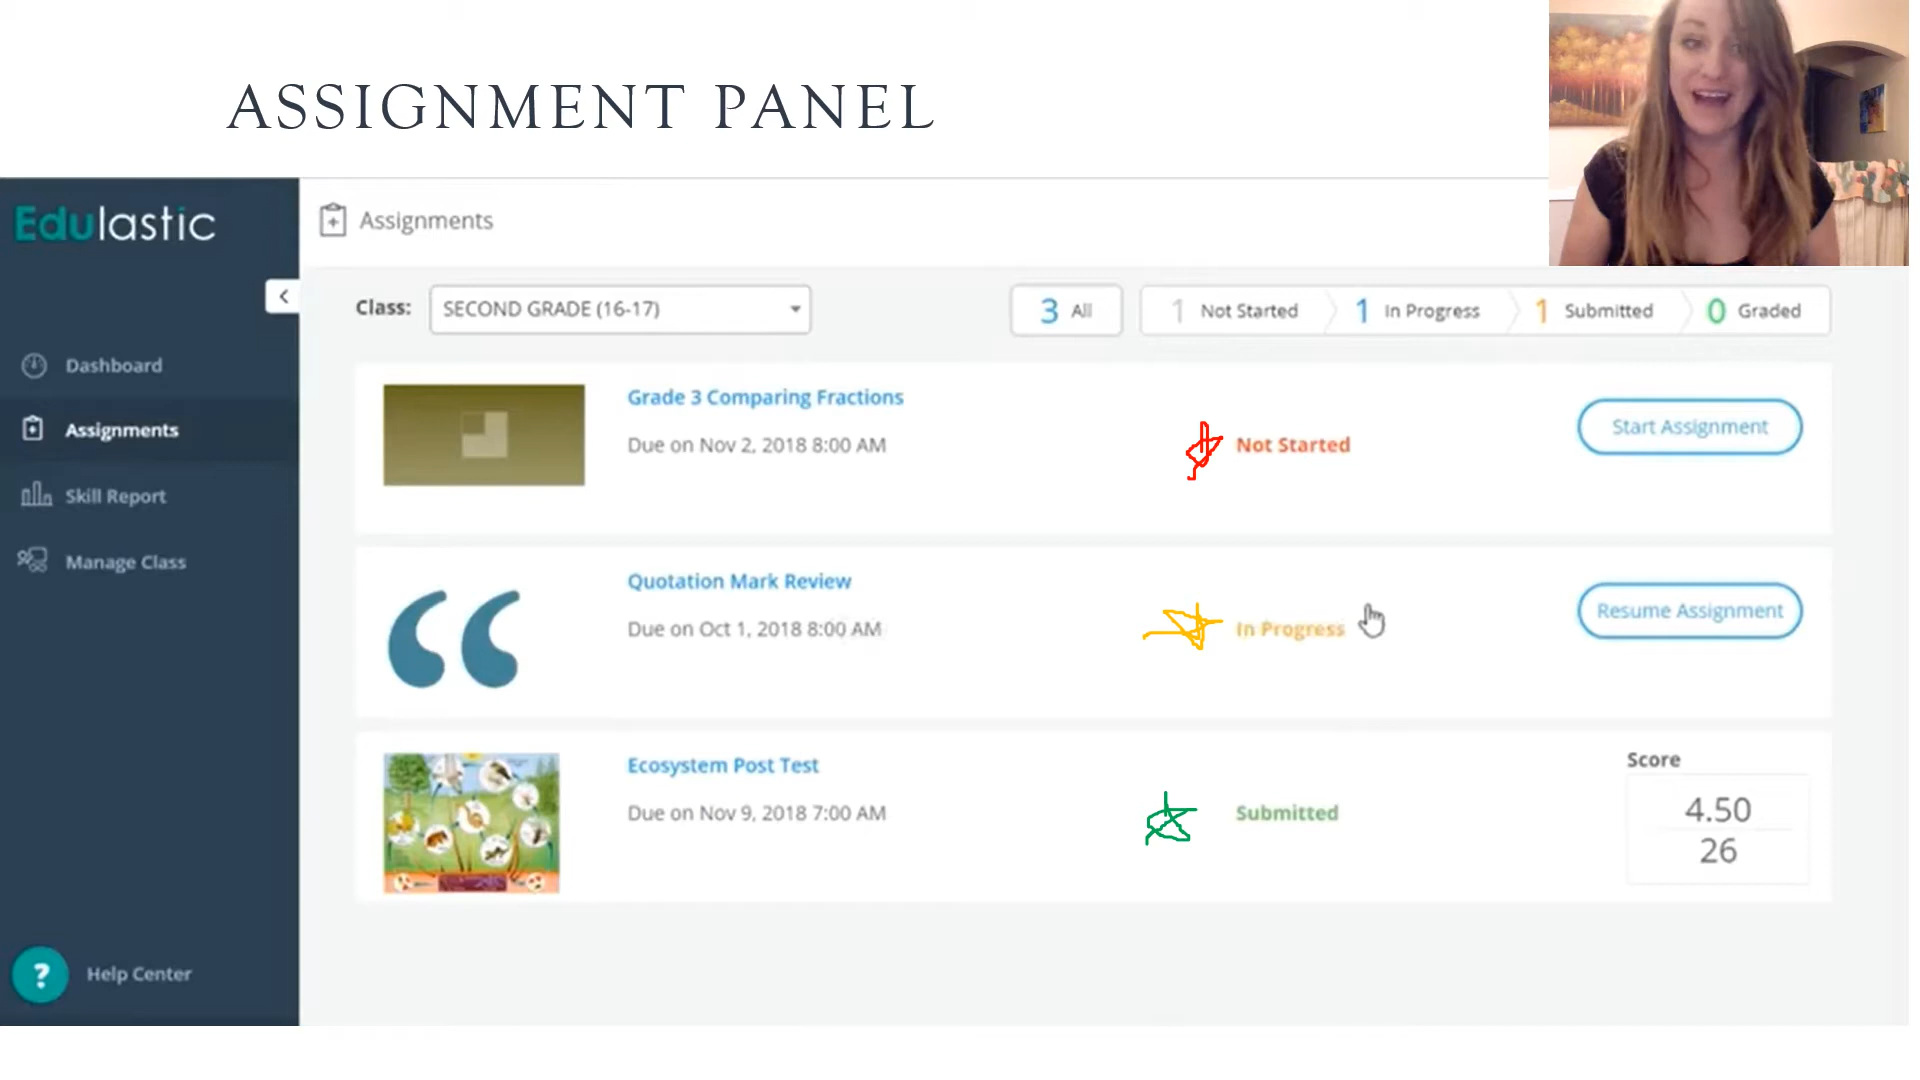 ASSIGNMENT PANEL
Edulastic
Assignments
Class: SECOND GRADE (16-17)
3 All 1 Not Started 1 In Progress 1 Submitted 0 Graded
Dashboard
Assignments
Skill Report
Manage Class
? Help Center
Grade 3 Comparing Fractions
Due on Nov 2, 2018 8:00 AM
Not Started
Start Assignment
Quotation Mark Review
Due on Oct 1, 2018 8:00 AM
In Progress
Resume Assignment
Ecosystem Post Test
Due on Nov 9, 2018 7:00 AM
Submitted
Score
4.50
26